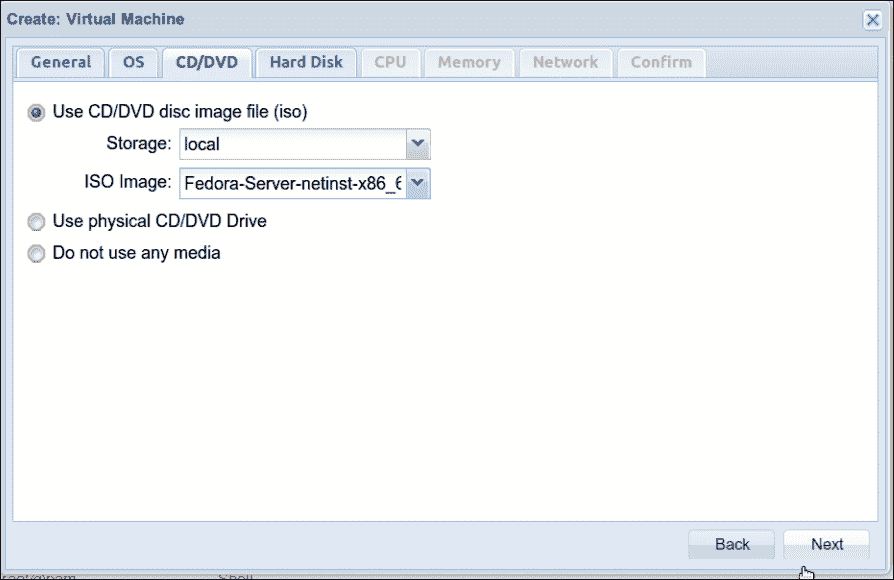 Create: Virtual Machine
General OS CD/DVD Hard Disk CPU Memory Network Confirm
Use CD/DVD disc image file (iso)
Storage: local
ISO Image: Fedora-Server-netinst-x86_6
Use physical CD/DVD Drive
Do not use any media
Back Next
Shell